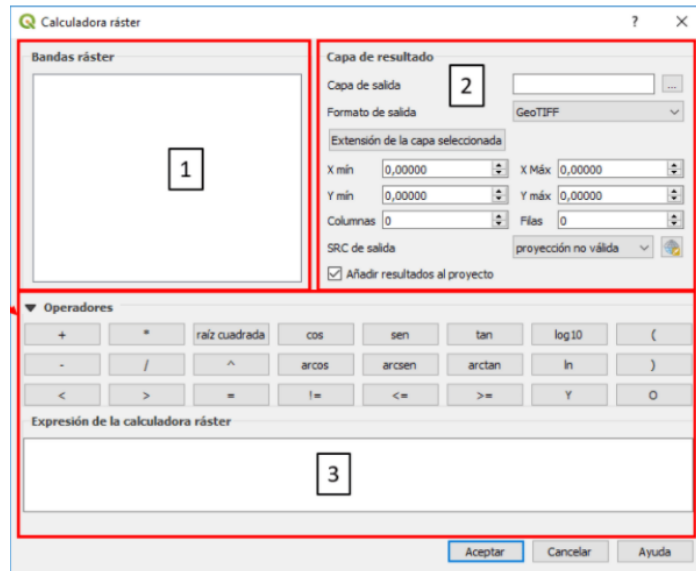 Calculadora ráster ? ×
Bandas ráster
1
Capa de resultado
2
Capa de salida ...
Formato de salida GeoTIFF
Extensión de la capa seleccionada
X mín 0,00000 X Máx 0,00000
Y mín 0,00000 Y máx 0,00000
Columnas 0 Filas 0
SRC de salida proyección no válida
Añadir resultados al proyecto
Operadores
+ * raíz cuadrada cos sen tan log10 (
- / ^ arcos arcsen arctan ln )
< > = != <= >= Y O
Expresión de la calculadora ráster
3
Aceptar Cancelar Ayuda